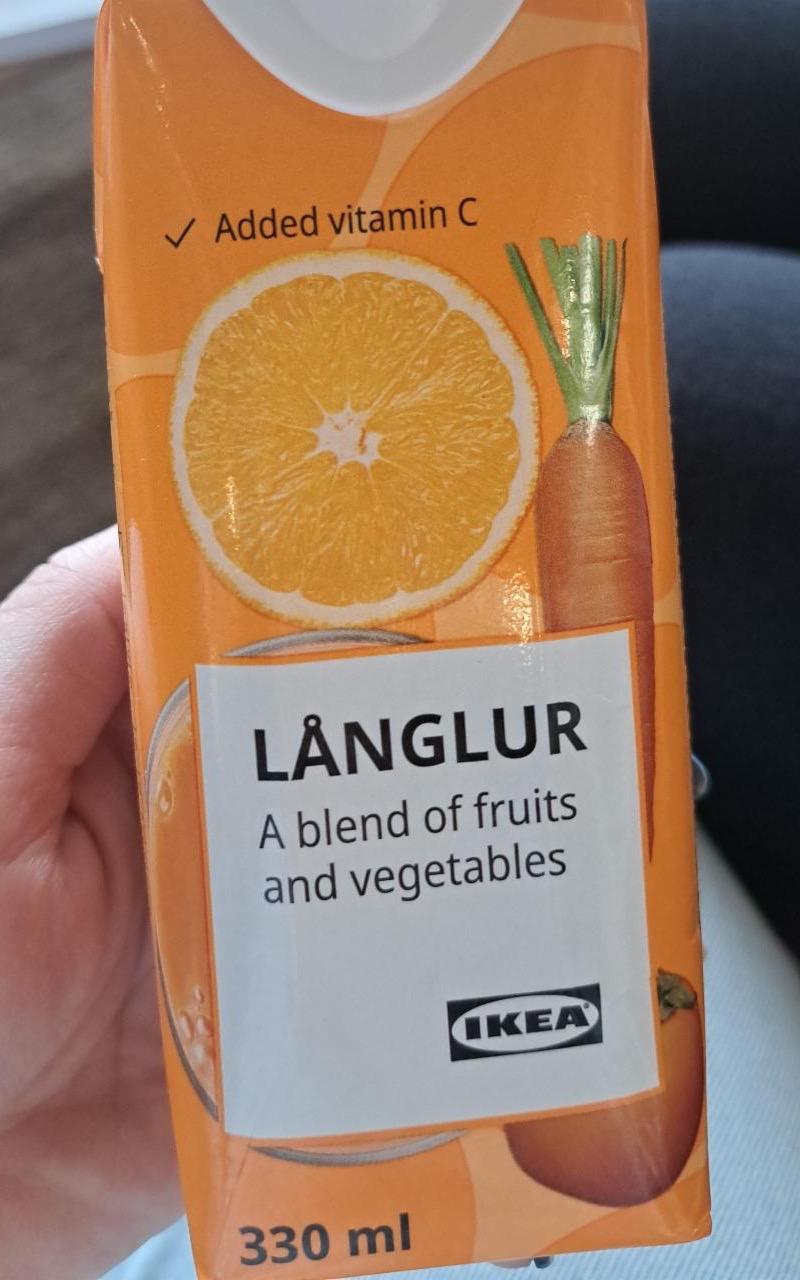 ✓ Added vitamin C
LÅNGLUR
A blend of fruits
and vegetables
IKEA®
330 ml